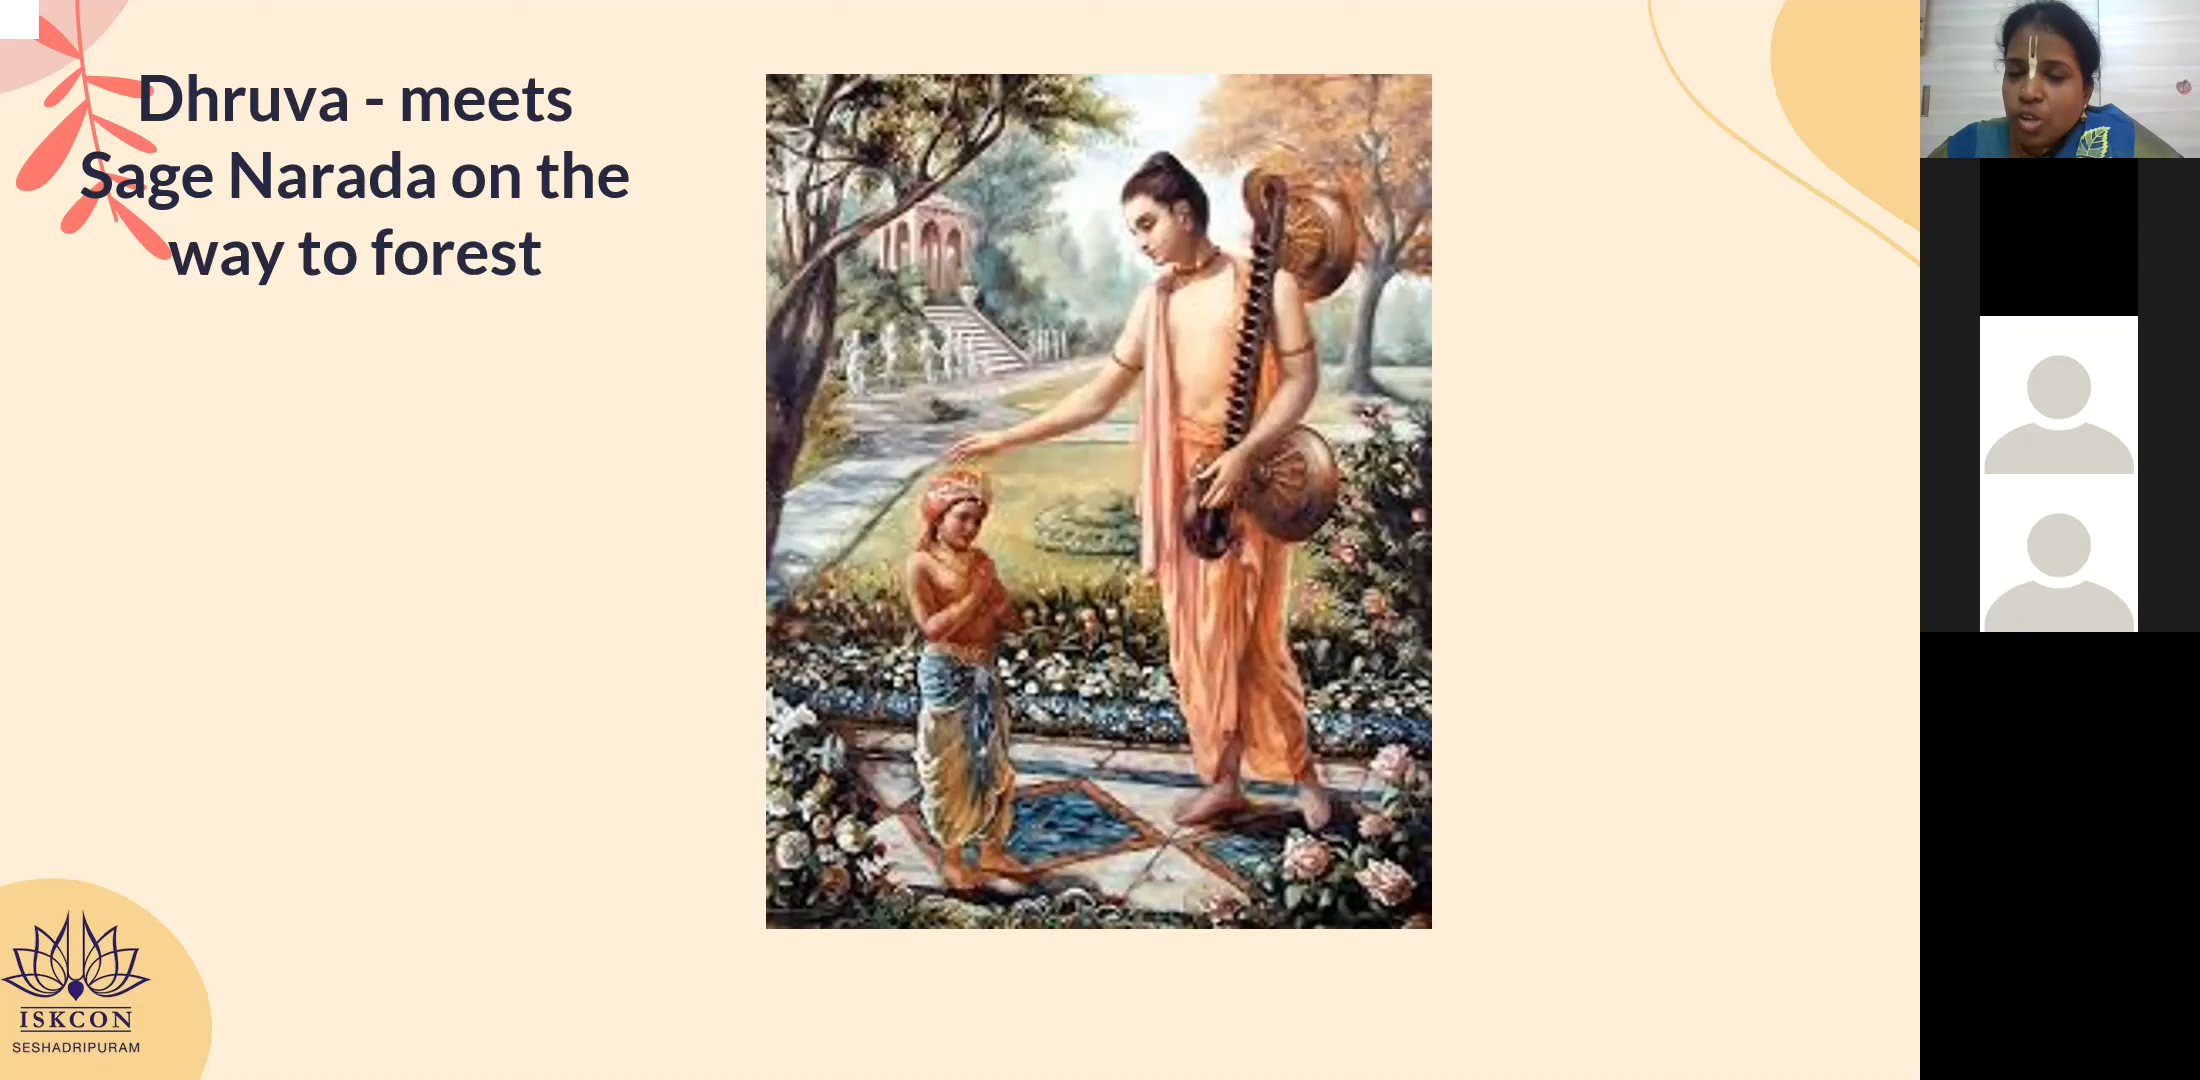 Dhruva - meets
Sage Narada on the
way to forest
ISKCON
SESHADRIPURAM